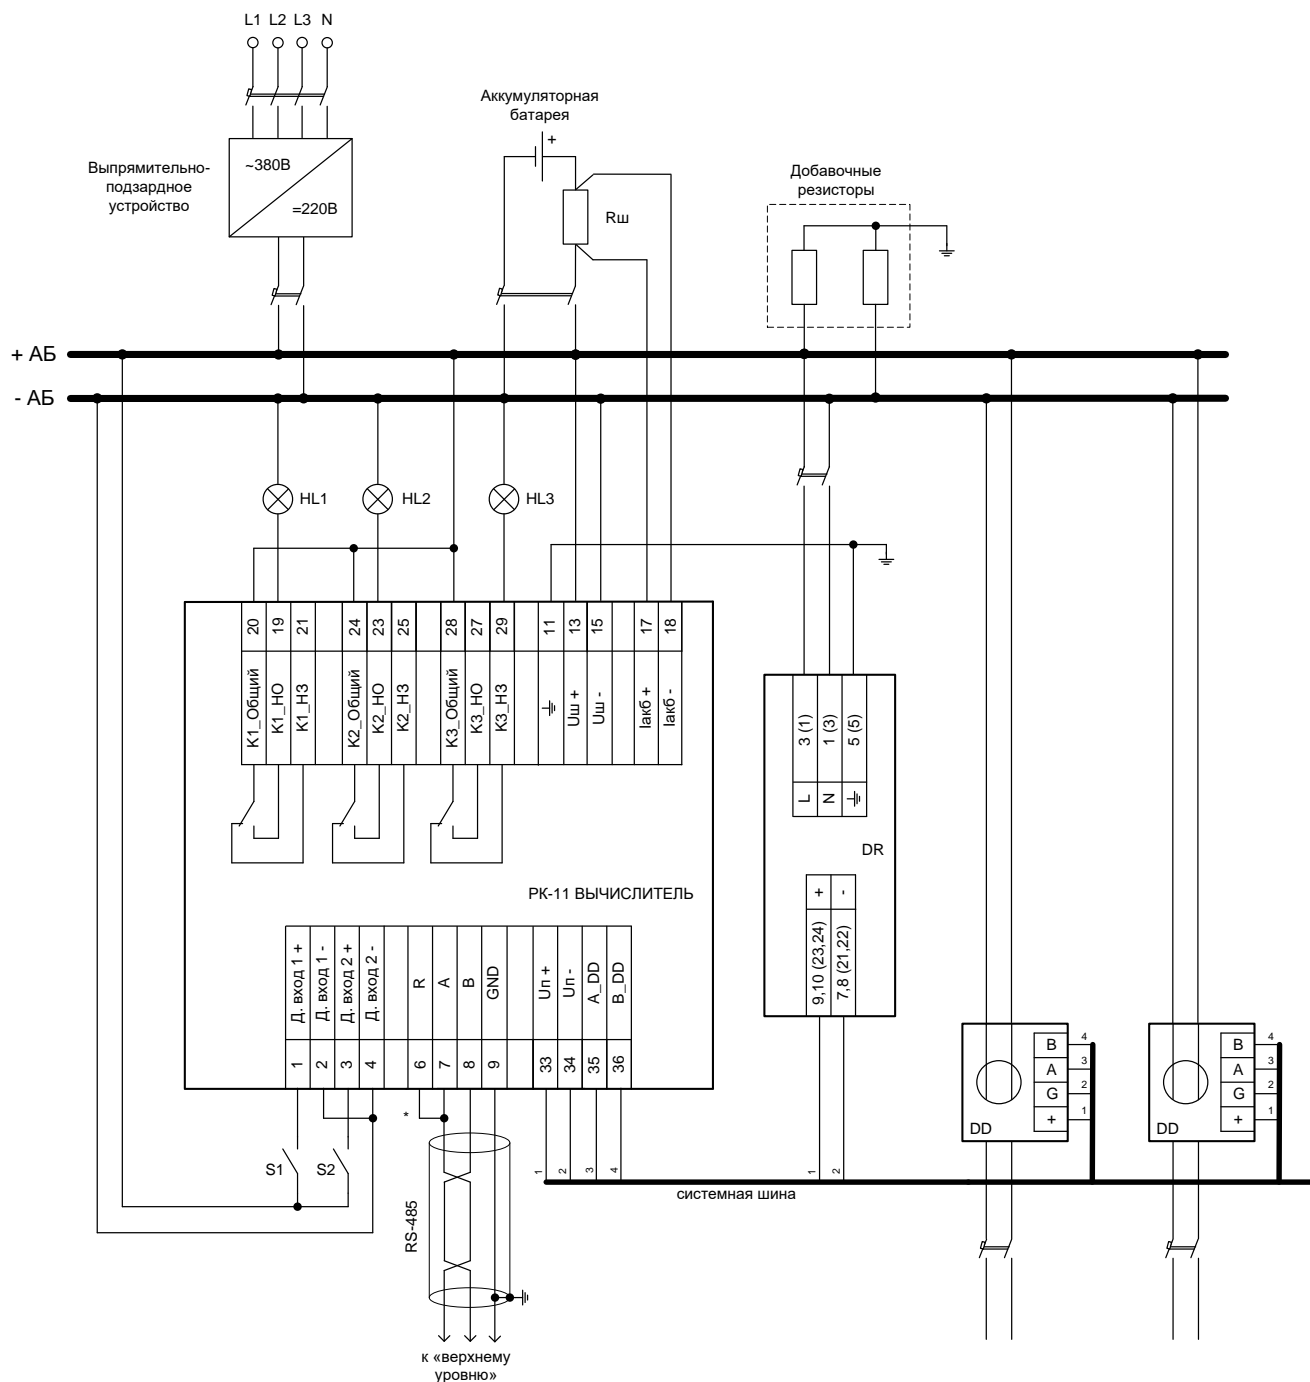 L1 L2 L3 N
Аккумуляторная
батарея
+
Выпрямительно-
подзардное
устройство
~380В
=220В
Rш
Добавочные
резисторы
+ АБ
- АБ
HL1
HL2
HL3
20 19 21 24 23 25 28 27 29 11 13 15 17 18
К1_Общий
К1_НО
К1_НЗ
К2_Общий
К2_НО
К2_НЗ
К3_Общий
К3_НО
К3_НЗ
Uш +
Uш -
Iакб +
Iакб -
3 (1)
1 (3)
5 (5)
L
N
DR
РК-11 ВЫЧИСЛИТЕЛЬ
+
-
9,10 (23,24)
7,8 (21,22)
Д. вход 1 +
Д. вход 1 -
Д. вход 2 +
Д. вход 2 -
R
A
B
GND
Uп +
Uп -
A_DD
B_DD
1 2 3 4 6 7 8 9 33 34 35 36
B 4
A 3
G 2
+ 1
DD
B 4
A 3
G 2
+ 1
DD
*
S1
S2
1 2 3 4
1 2
системная шина
RS-485
к «верхнему
уровню»